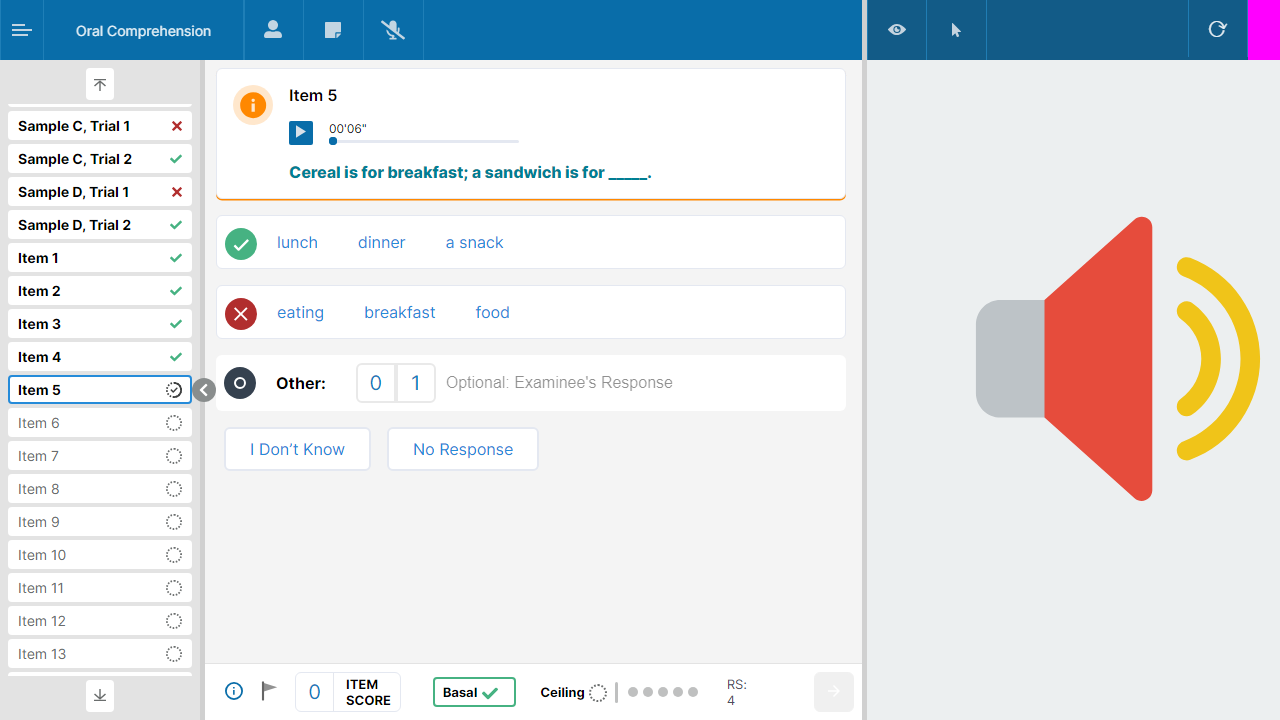 Oral Comprehension
Sample C, Trial 1
Sample C, Trial 2
Sample D, Trial 1
Sample D, Trial 2
Item 1
Item 2
Item 3
Item 4
Item 5
Item 6
Item 7
Item 8
Item 9
Item 10
Item 11
Item 12
Item 13
Item 5
00'06"
Cereal is for breakfast; a sandwich is for _____.
lunch dinner a snack
eating breakfast food
Other: 0 1 Optional: Examinee's Response
I Don’t Know No Response
0 ITEM SCORE
Basal
Ceiling
RS:
4